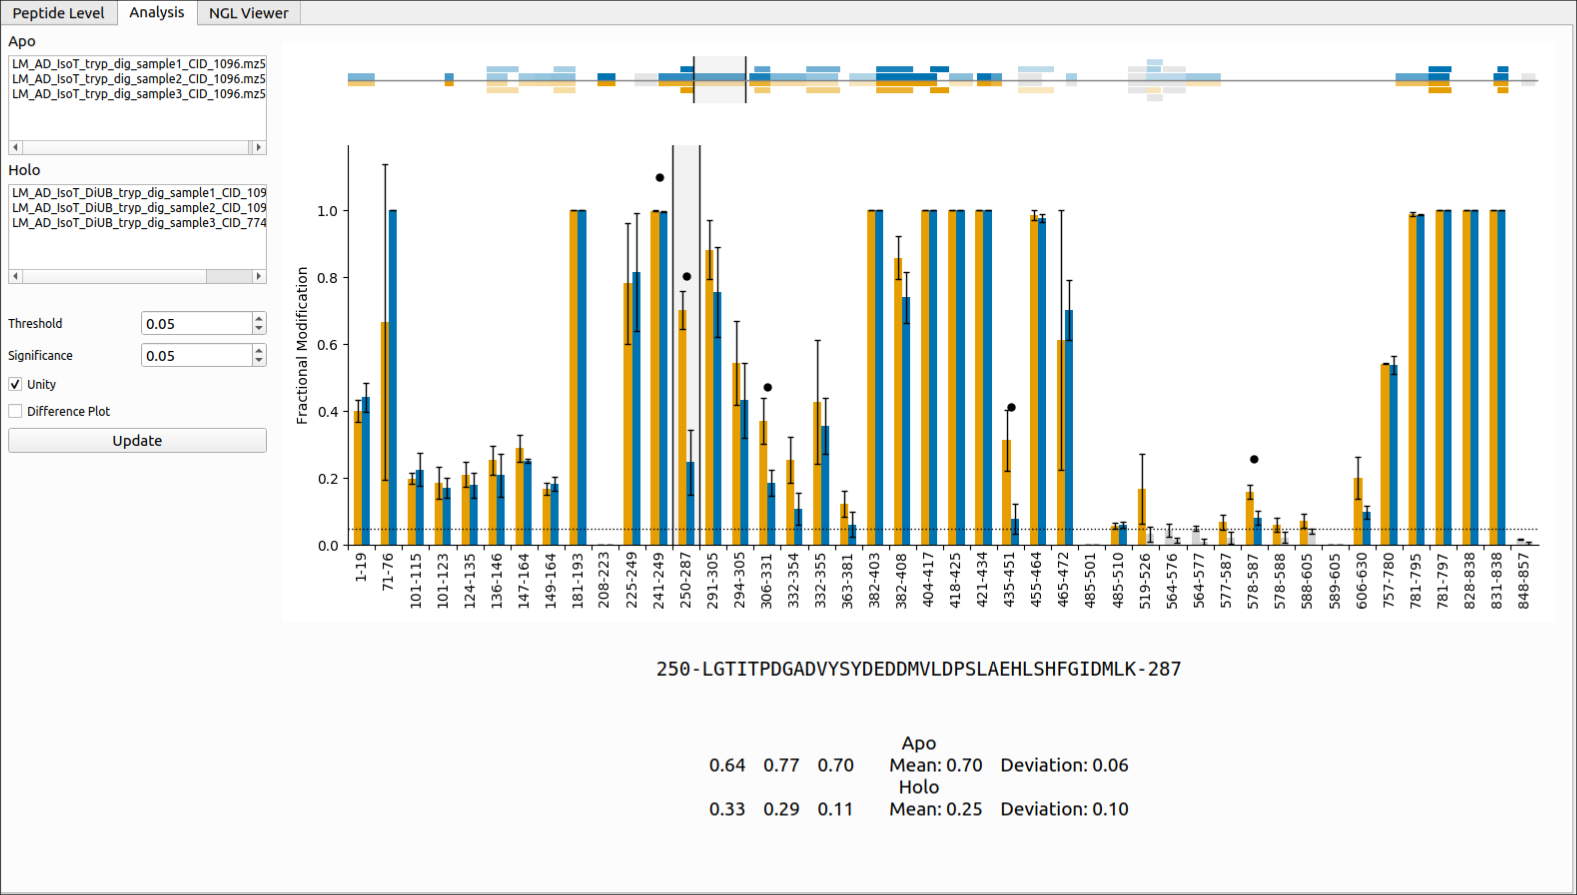 Peptide Level
Analysis
NGL Viewer
Apo
LM_AD_IsoT_tryp_dig_sample1_CID_1096.mz5
LM_AD_IsoT_tryp_dig_sample2_CID_1096.mz5
LM_AD_IsoT_tryp_dig_sample3_CID_1096.mz5
Holo
LM_AD_IsoT_DiUB_tryp_dig_sample1_CID_109
LM_AD_IsoT_DiUB_tryp_dig_sample2_CID_109
LM_AD_IsoT_DiUB_tryp_dig_sample3_CID_774
Threshold 0.05
Significance 0.05
Unity
Difference Plot
Update
Fractional Modification
1.0
0.8
0.6
0.4
0.2
0.0
1-19
71-76
101-115
101-123
124-135
136-146
147-164
149-164
181-193
208-223
225-249
241-249
250-287
291-305
294-305
306-331
332-354
332-355
363-381
382-403
382-408
404-417
418-425
421-434
435-451
455-464
465-472
485-501
485-510
519-526
564-576
564-577
577-587
578-587
578-588
588-605
589-605
606-630
757-780
781-795
781-797
828-838
831-838
848-857
250-LGTITPDGADVYSYDEDDMVLDPSLAEHLSHFGIDMLK-287
Apo
0.64 0.77 0.70 Mean: 0.70 Deviation: 0.06
Holo
0.33 0.29 0.11 Mean: 0.25 Deviation: 0.10